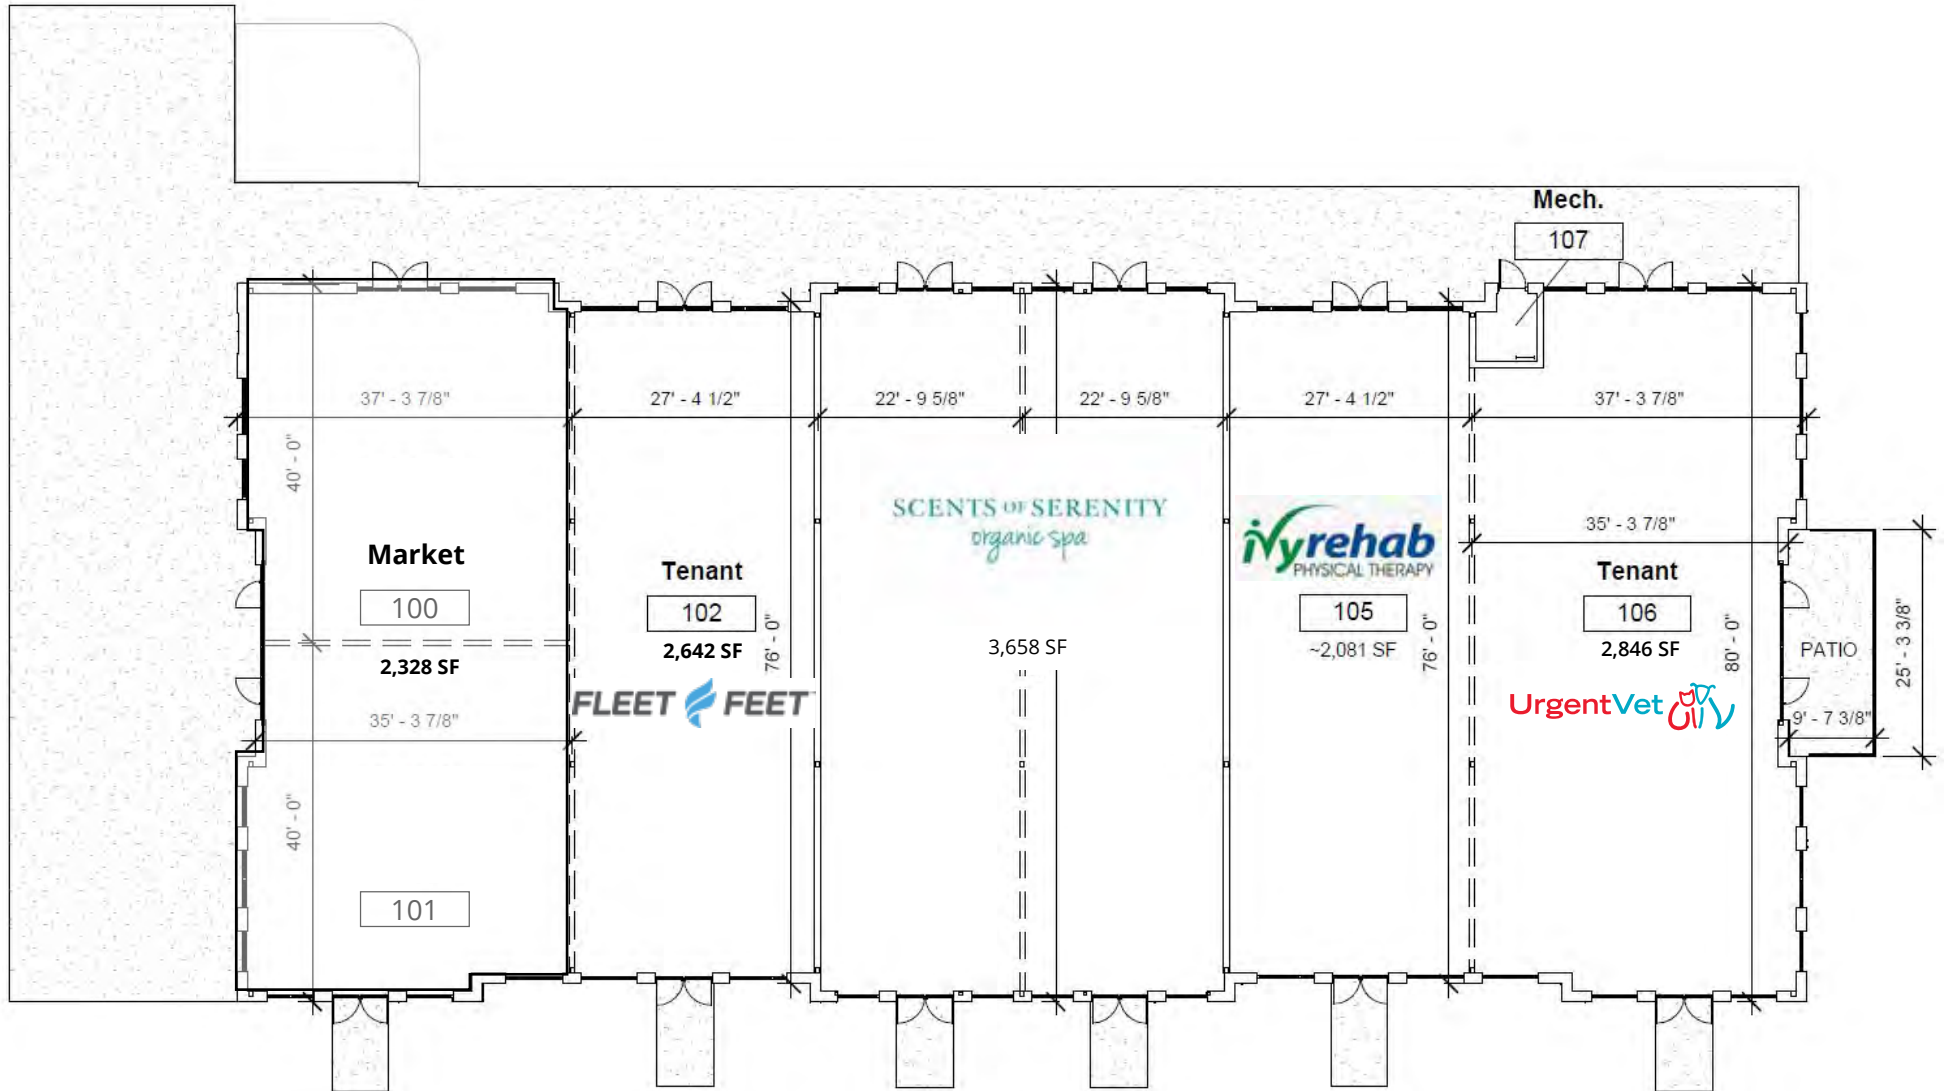 Mech.
107
37' - 3 7/8"
27' - 4 1/2"
22' - 9 5/8"
22' - 9 5/8"
27' - 4 1/2"
37' - 3 7/8"
40' - 0"
Market
100
2,328 SF
35' - 3 7/8"
40' - 0"
101
Tenant
102
2,642 SF
76' - 0"
FLEET FEET
SCENTS OF SERENITY
organic spa
3,658 SF
ivyrehab
PHYSICAL THERAPY
105
~2,081 SF
76' - 0"
35' - 3 7/8"
Tenant
106
2,846 SF
80' - 0"
UrgentVet
PATIO
9' - 7 3/8"
25' - 3 3/8"